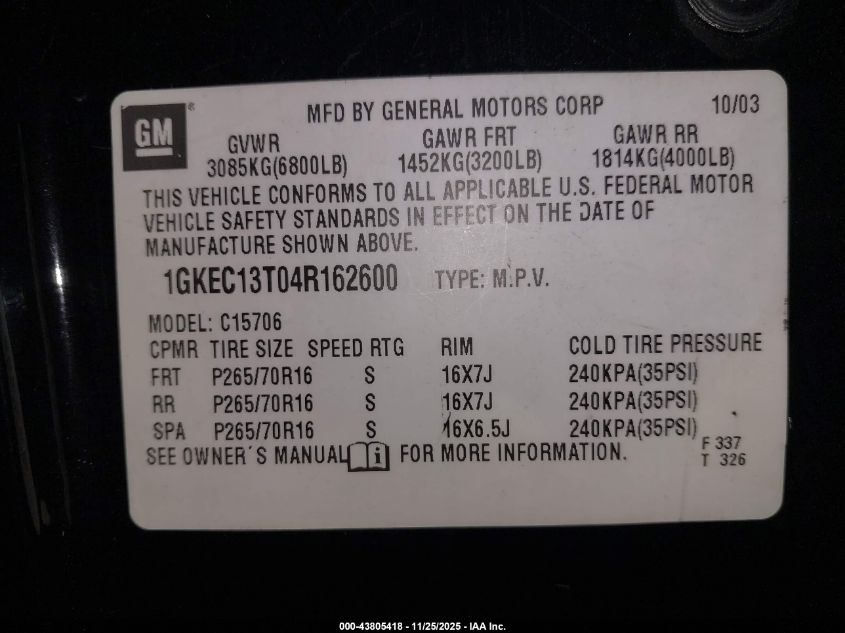 GM ®
MFD BY GENERAL MOTORS CORP 10/03
GVWR GAWR FRT GAWR RR
3085KG(6800LB) 1452KG(3200LB) 1814KG(4000LB)
THIS VEHICLE CONFORMS TO ALL APPLICABLE U.S. FEDERAL MOTOR
VEHICLE SAFETY STANDARDS IN EFFECT ON THE DATE OF
MANUFACTURE SHOWN ABOVE.
1GKEC13T04R162600 TYPE: M.P.V.
MODEL: C15706
CPMR TIRE SIZE SPEED RTG RIM COLD TIRE PRESSURE
FRT P265/70R16 S 16X7J 240KPA(35PSI)
RR P265/70R16 S 16X7J 240KPA(35PSI)
SPA P265/70R16 S 16X6.5J 240KPA(35PSI)
SEE OWNER'S MANUAL i FOR MORE INFORMATION.
F 337
T 326
000-43805418 - 11/25/2025 - IAA Inc.